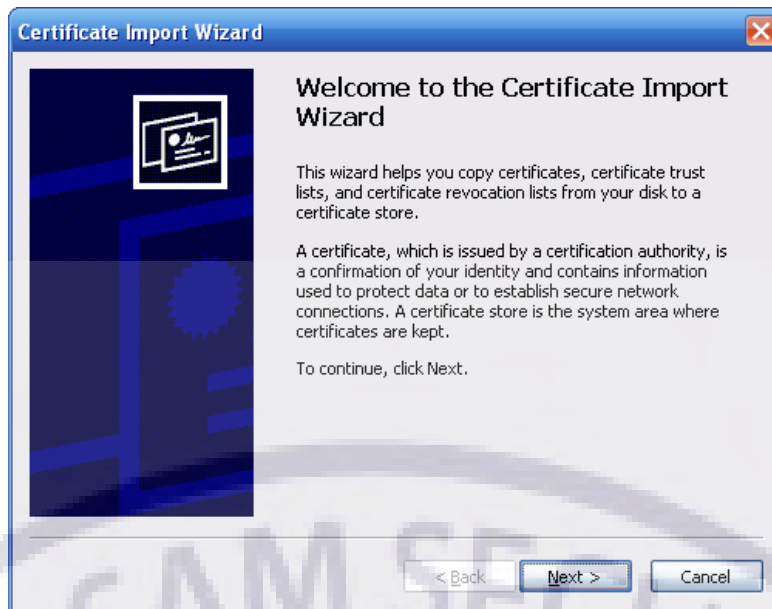 Certificate Import Wizard
Welcome to the Certificate Import
Wizard
This wizard helps you copy certificates, certificate trust
lists, and certificate revocation lists from your disk to a
certificate store.
A certificate, which is issued by a certification authority, is
a confirmation of your identity and contains information
used to protect data or to establish secure network
connections. A certificate store is the system area where
certificates are kept.
To continue, click Next.
< Back
Next >
Cancel